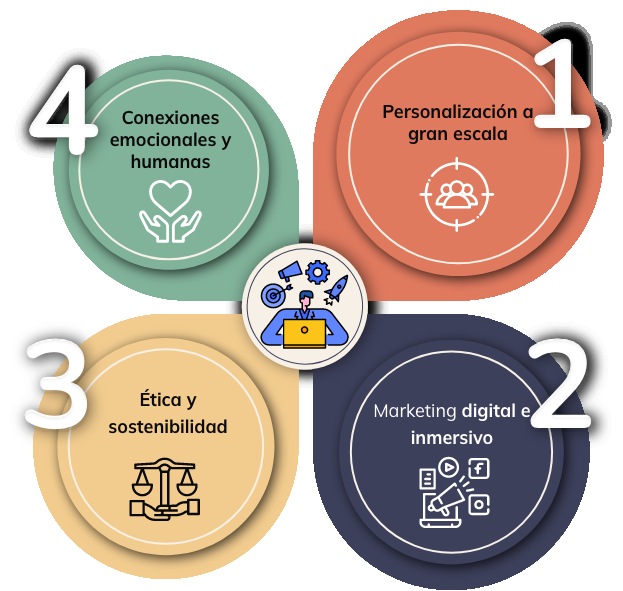 1
Personalización a
gran escala
2
Marketing digital e
inmersivo
3
Ética y
sostenibilidad
4
Conexiones
emocionales y
humanas